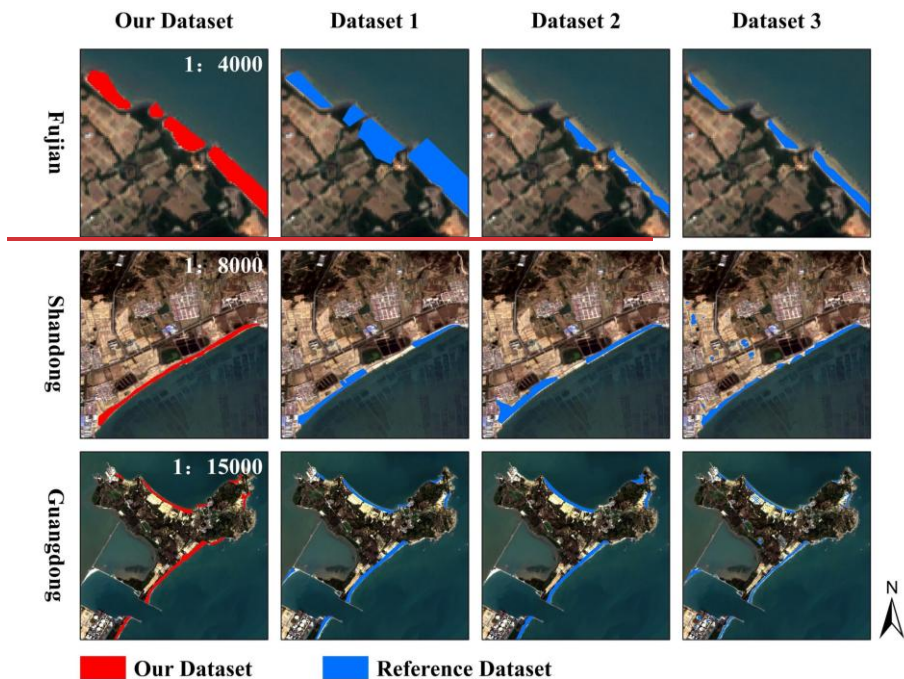 Our Dataset Dataset 1 Dataset 2 Dataset 3
Fujian
1: 4000
Shandong
1: 8000
Guangdong
1: 15000
N
Our Dataset Reference Dataset